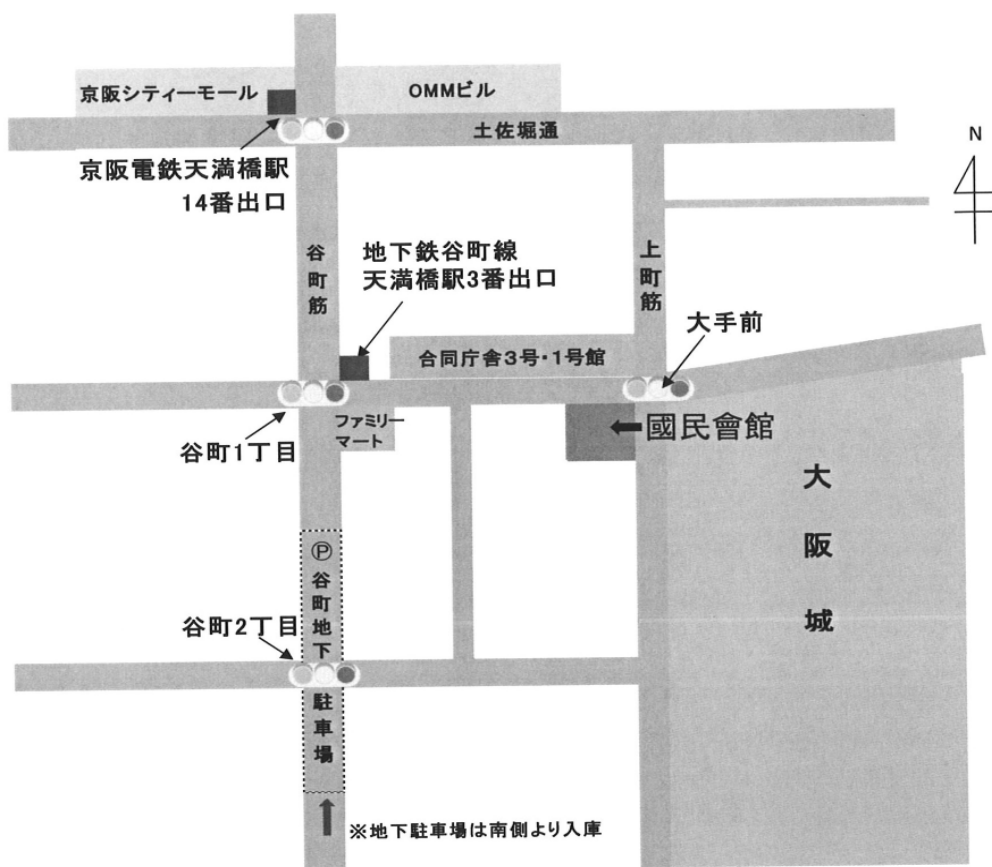 京阪シティーモール
OMMビル
土佐堀通
N
京阪電鉄天満橋駅
14番出口
谷町筋
地下鉄谷町線
天満橋駅3番出口
上町筋
大手前
合同庁舎3号・1号館
谷町1丁目
ファミリー
マート
國民會館
大阪城
Ⓟ谷町地下駐車場
谷町2丁目
※地下駐車場は南側より入庫